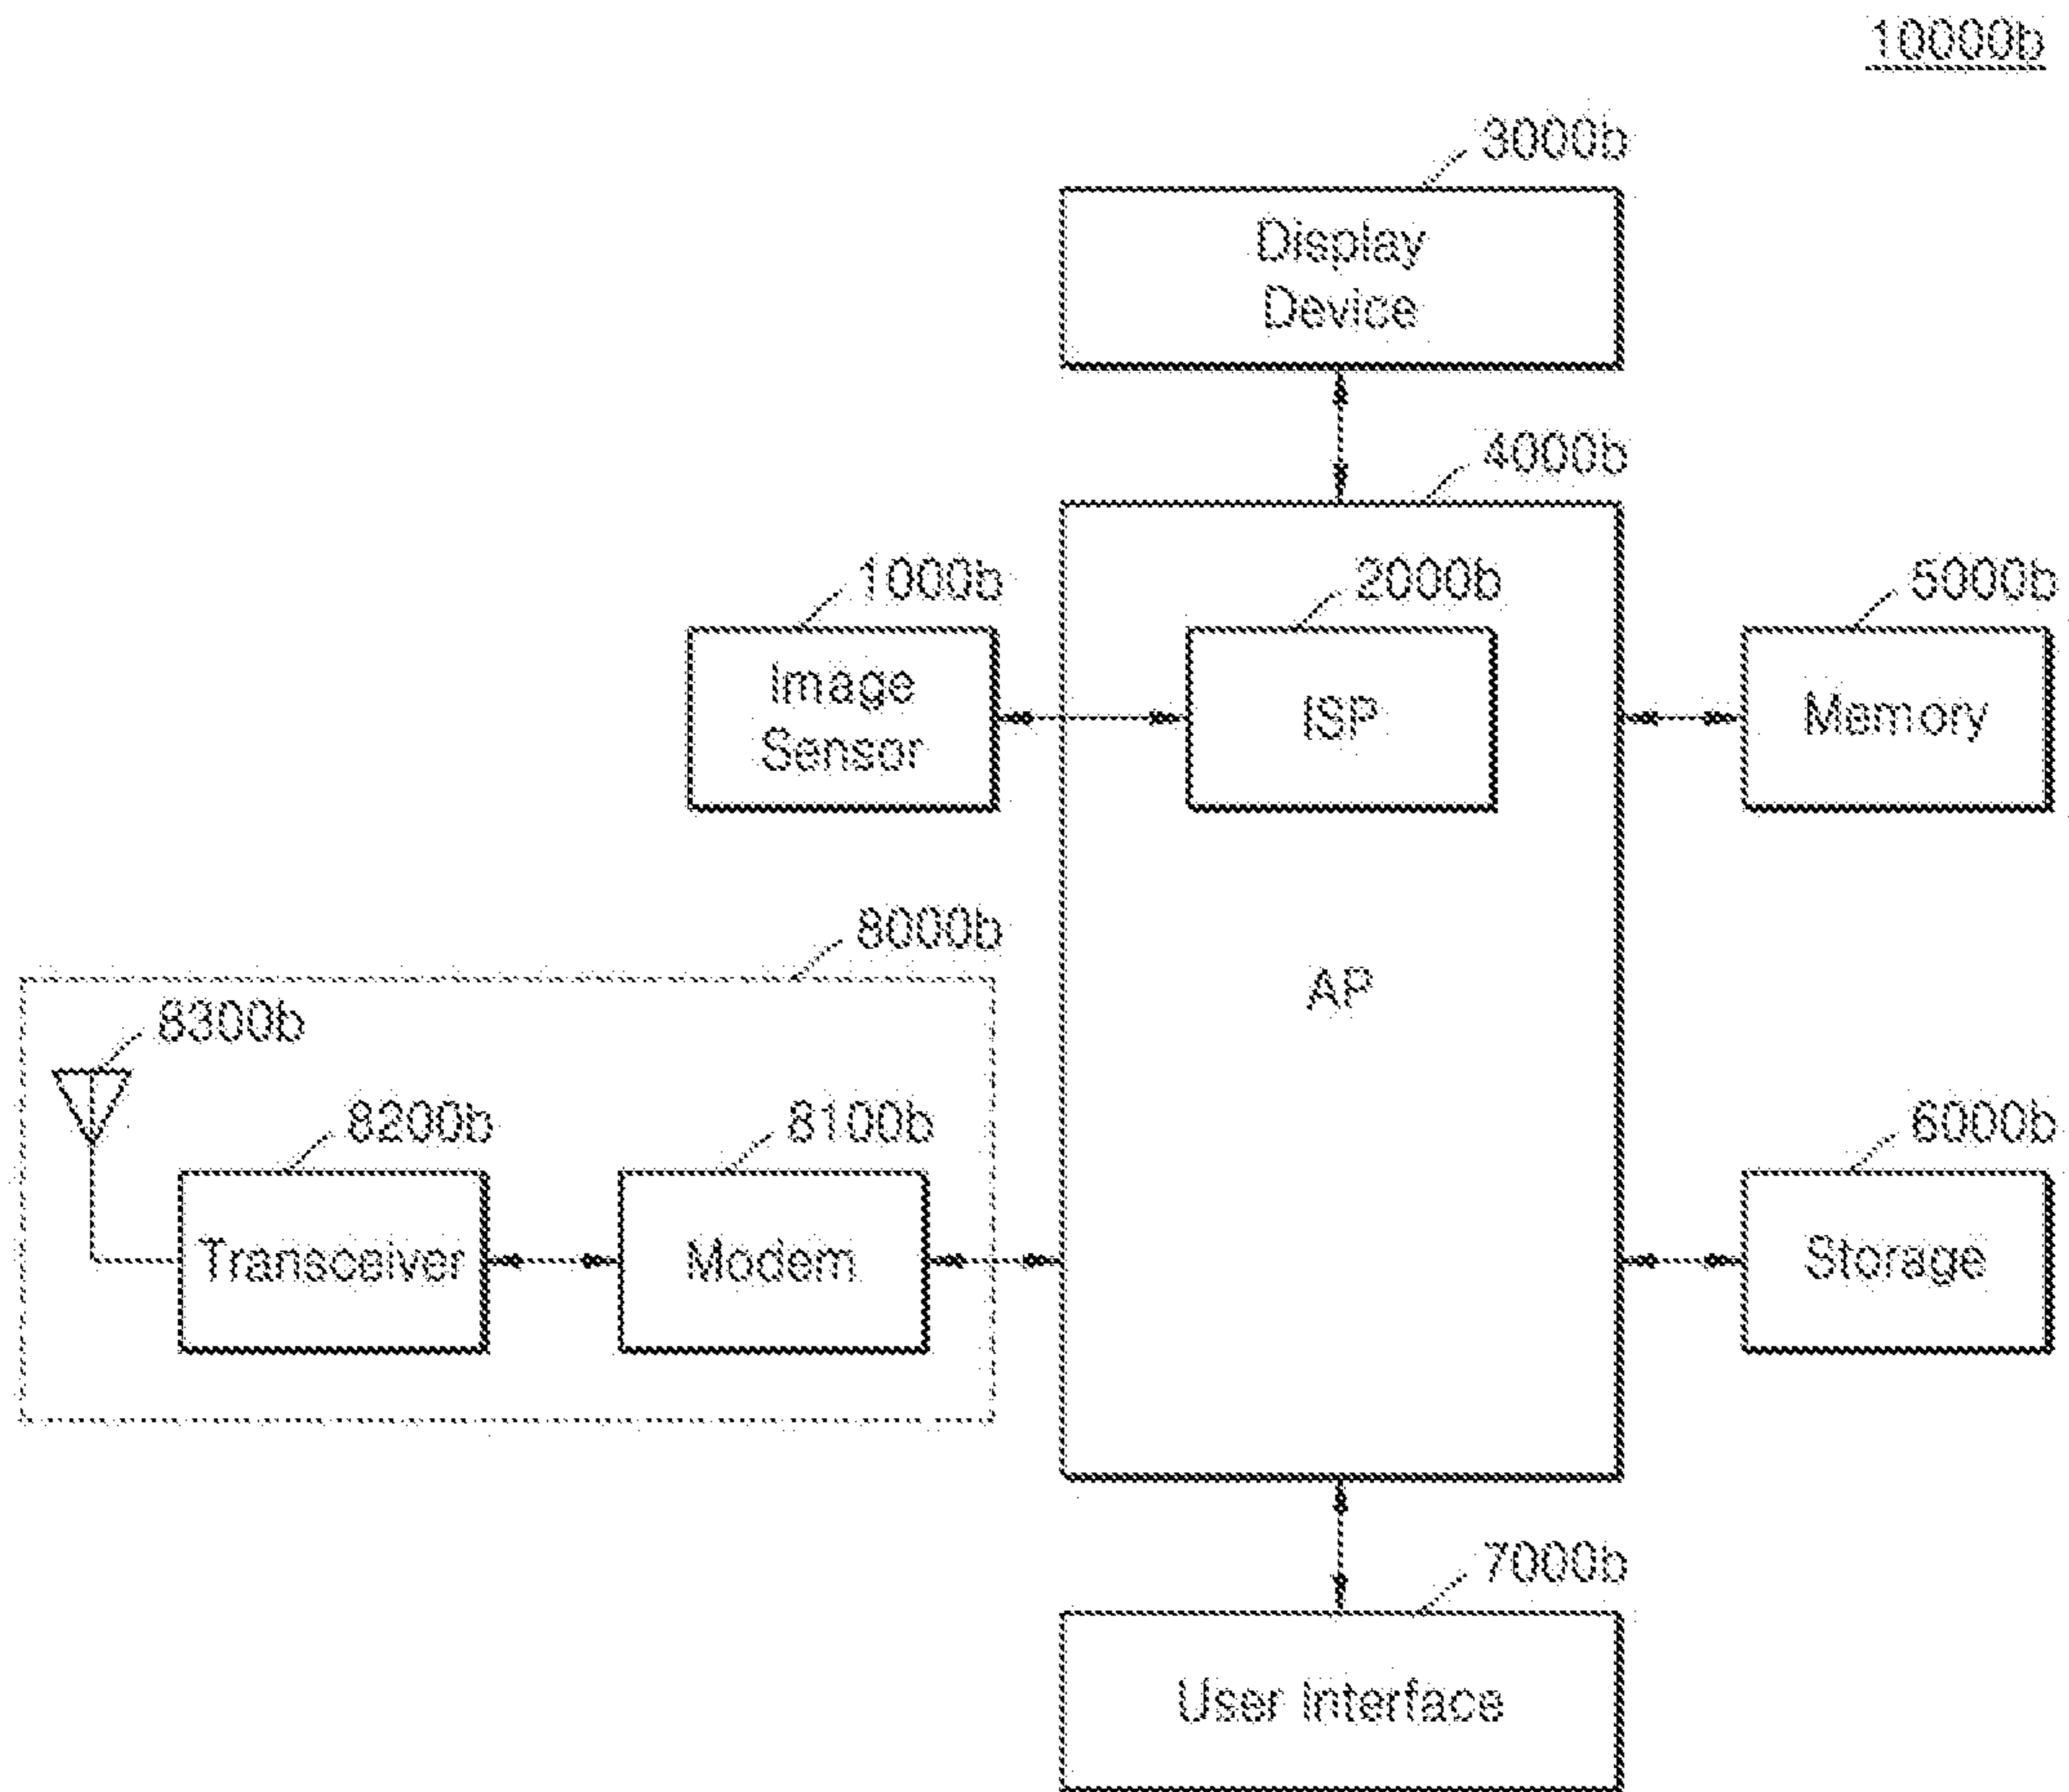 10000b
3000b
Display
Device
4000b
1000b
2000b
5000b
Image
Sensor
ISP
Memory
8000b
AP
8300b
8200b
8100b
6000b
Transceiver
Modem
Storage
7000b
User Interface